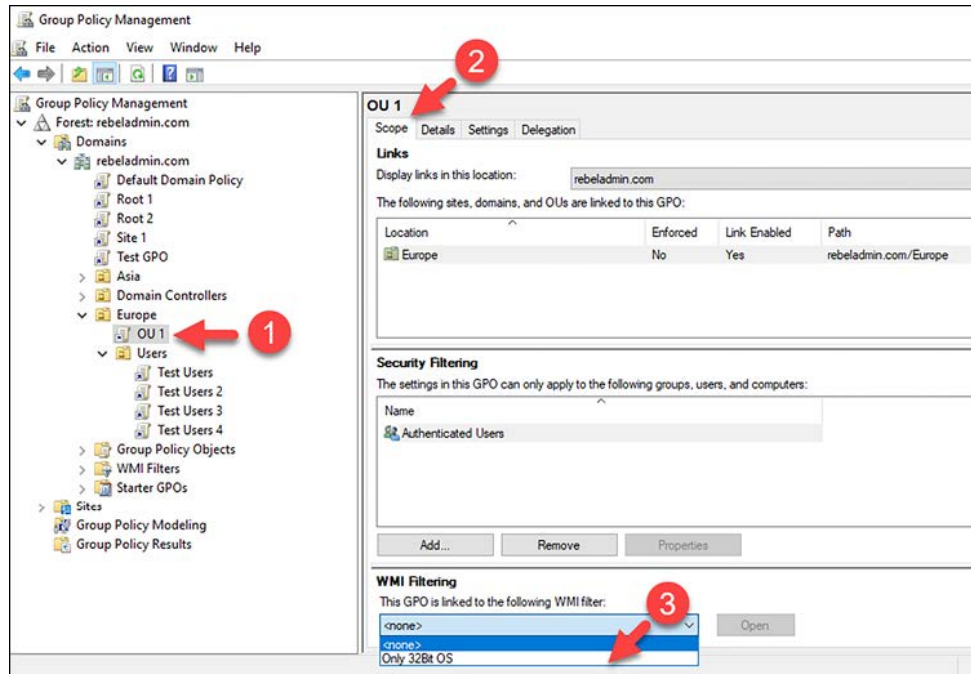 Group Policy Management
File Action View Window Help
2
Group Policy Management
Forest: rebeladmin.com
Domains
rebeladmin.com
Default Domain Policy
Root 1
Root 2
Site 1
Test GPO
Asia
Domain Controllers
Europe
OU 1
1
Users
Test Users
Test Users 2
Test Users 3
Test Users 4
Group Policy Objects
WMI Filters
Starter GPOs
Sites
Group Policy Modeling
Group Policy Results
OU 1
Scope Details Settings Delegation
Links
Display links in this location: rebeladmin.com
The following sites, domains, and OUs are linked to this GPO:
Location Enforced Link Enabled Path
Europe No Yes rebeladmin.com/Europe
Security Filtering
The settings in this GPO can only apply to the following groups, users, and computers:
Name
Authenticated Users
Add... Remove Properties
WMI Filtering
This GPO is linked to the following WMI filter:
3
<none> Open
<none>
Only 32Bit OS